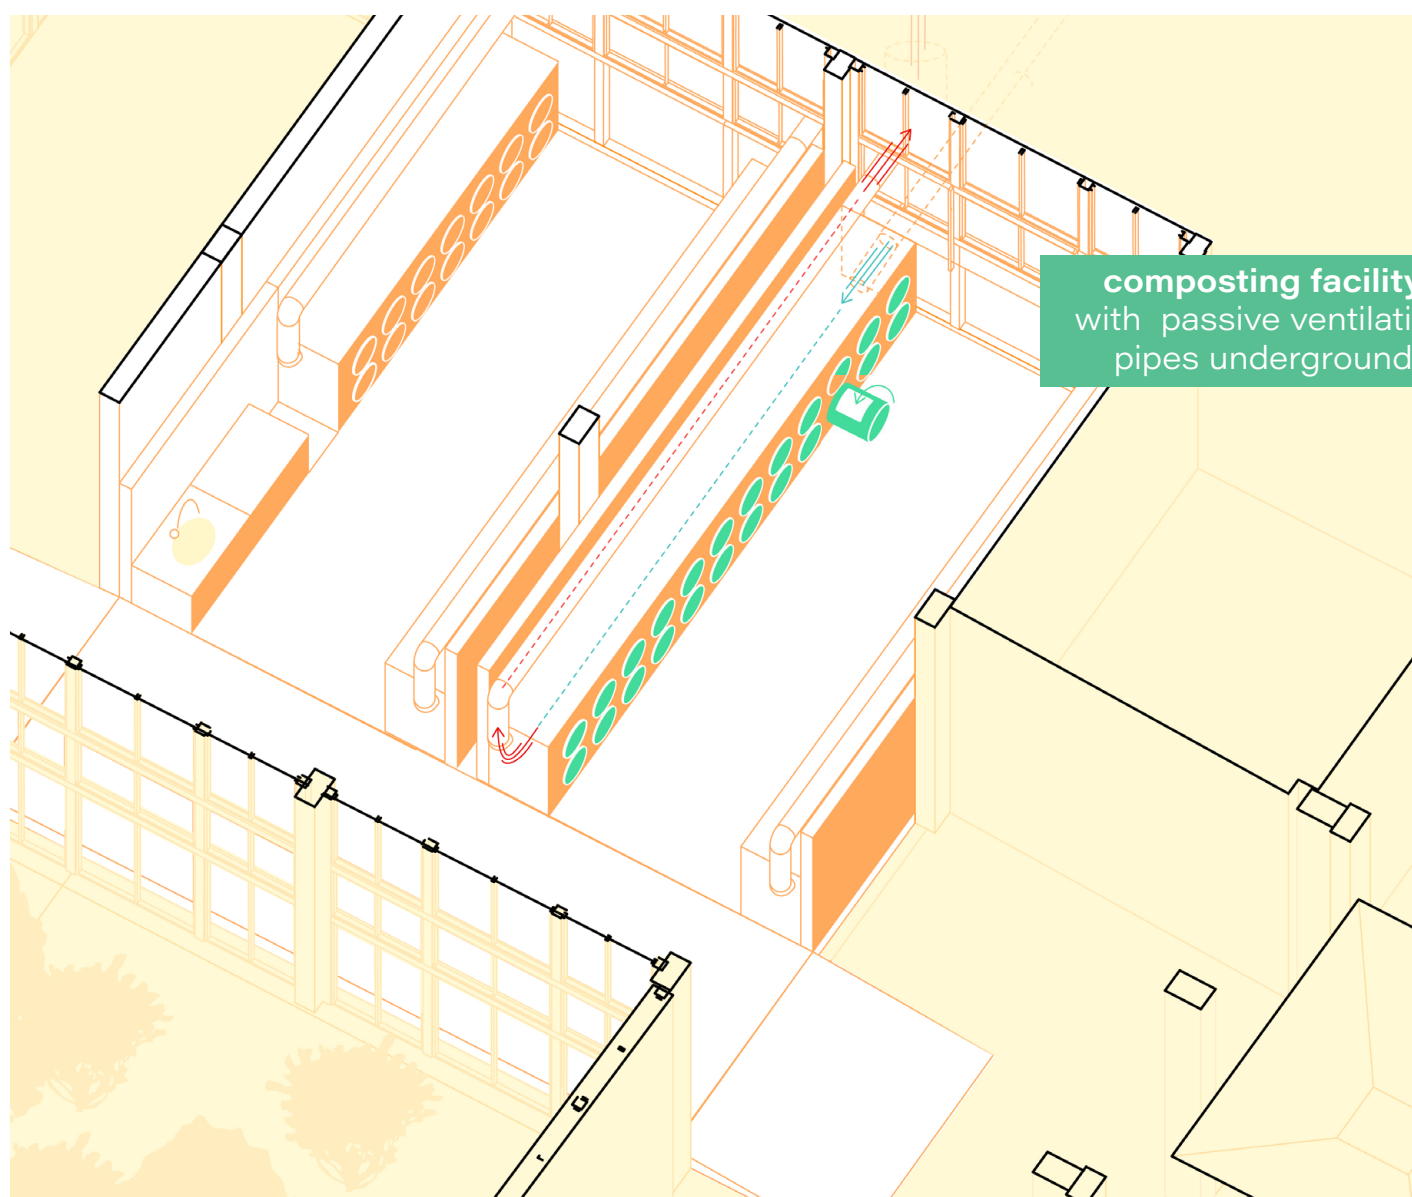 composting facility
with passive ventilati
pipes underground